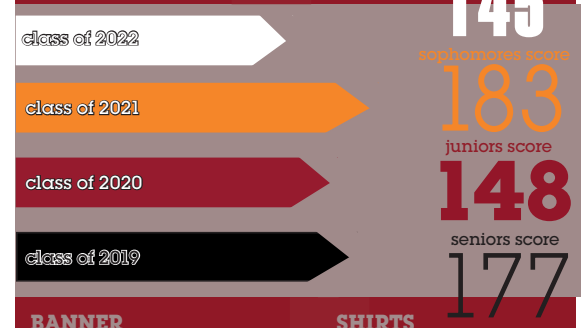 145
class of 2022
sophomores score
183
class of 2021
juniors score
148
class of 2020
seniors score
class of 2019
177
BANNER
SHIRTS